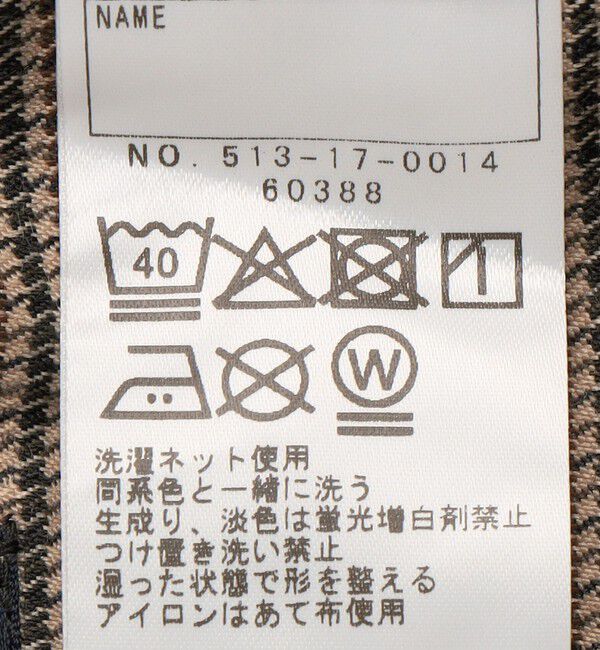 NAME
NO. 513-17-0014
60388
40
W
洗濯ネット使用
同系色と一緒に洗う
生成り、淡色は蛍光増白剤禁止
つけ置き洗い禁止
湿った状態で形を整える
アイロンはあて布使用